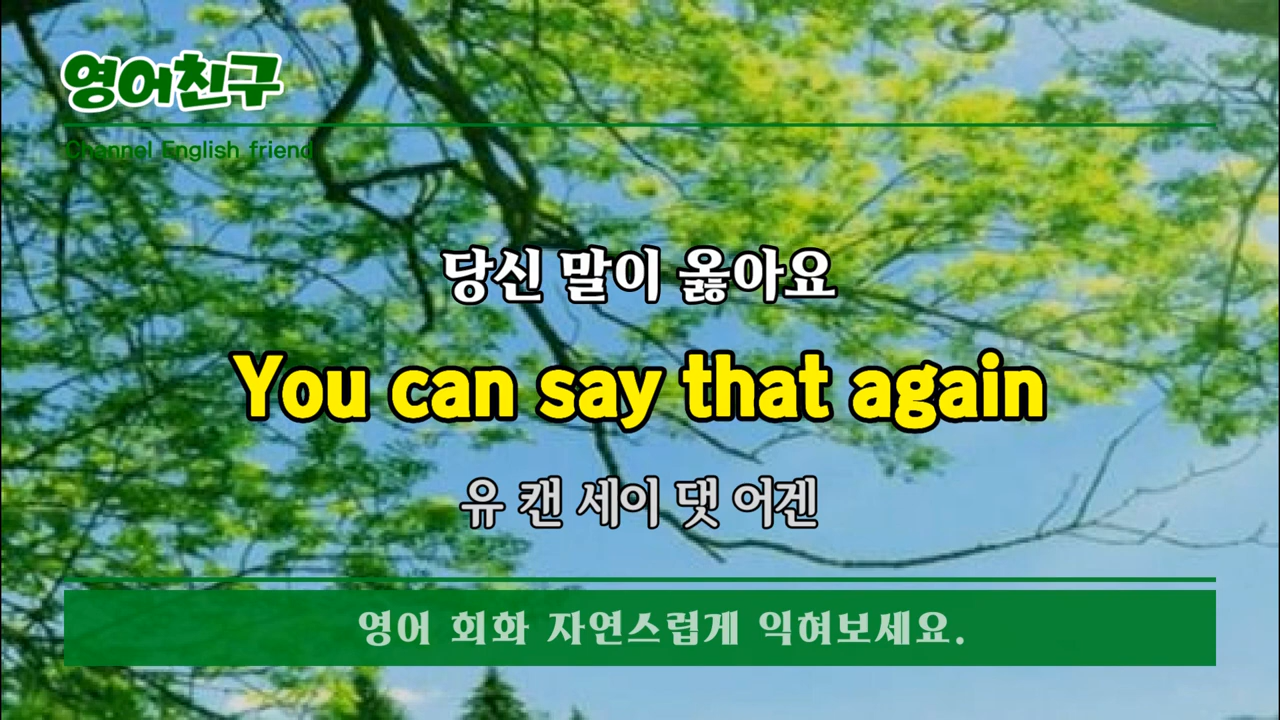 영어친구
Channel English friend
당신 말이 옳아요
You can say that again
유 캔 세이 댓 어겐
영어 회화 자연스럽게 익혀보세요.